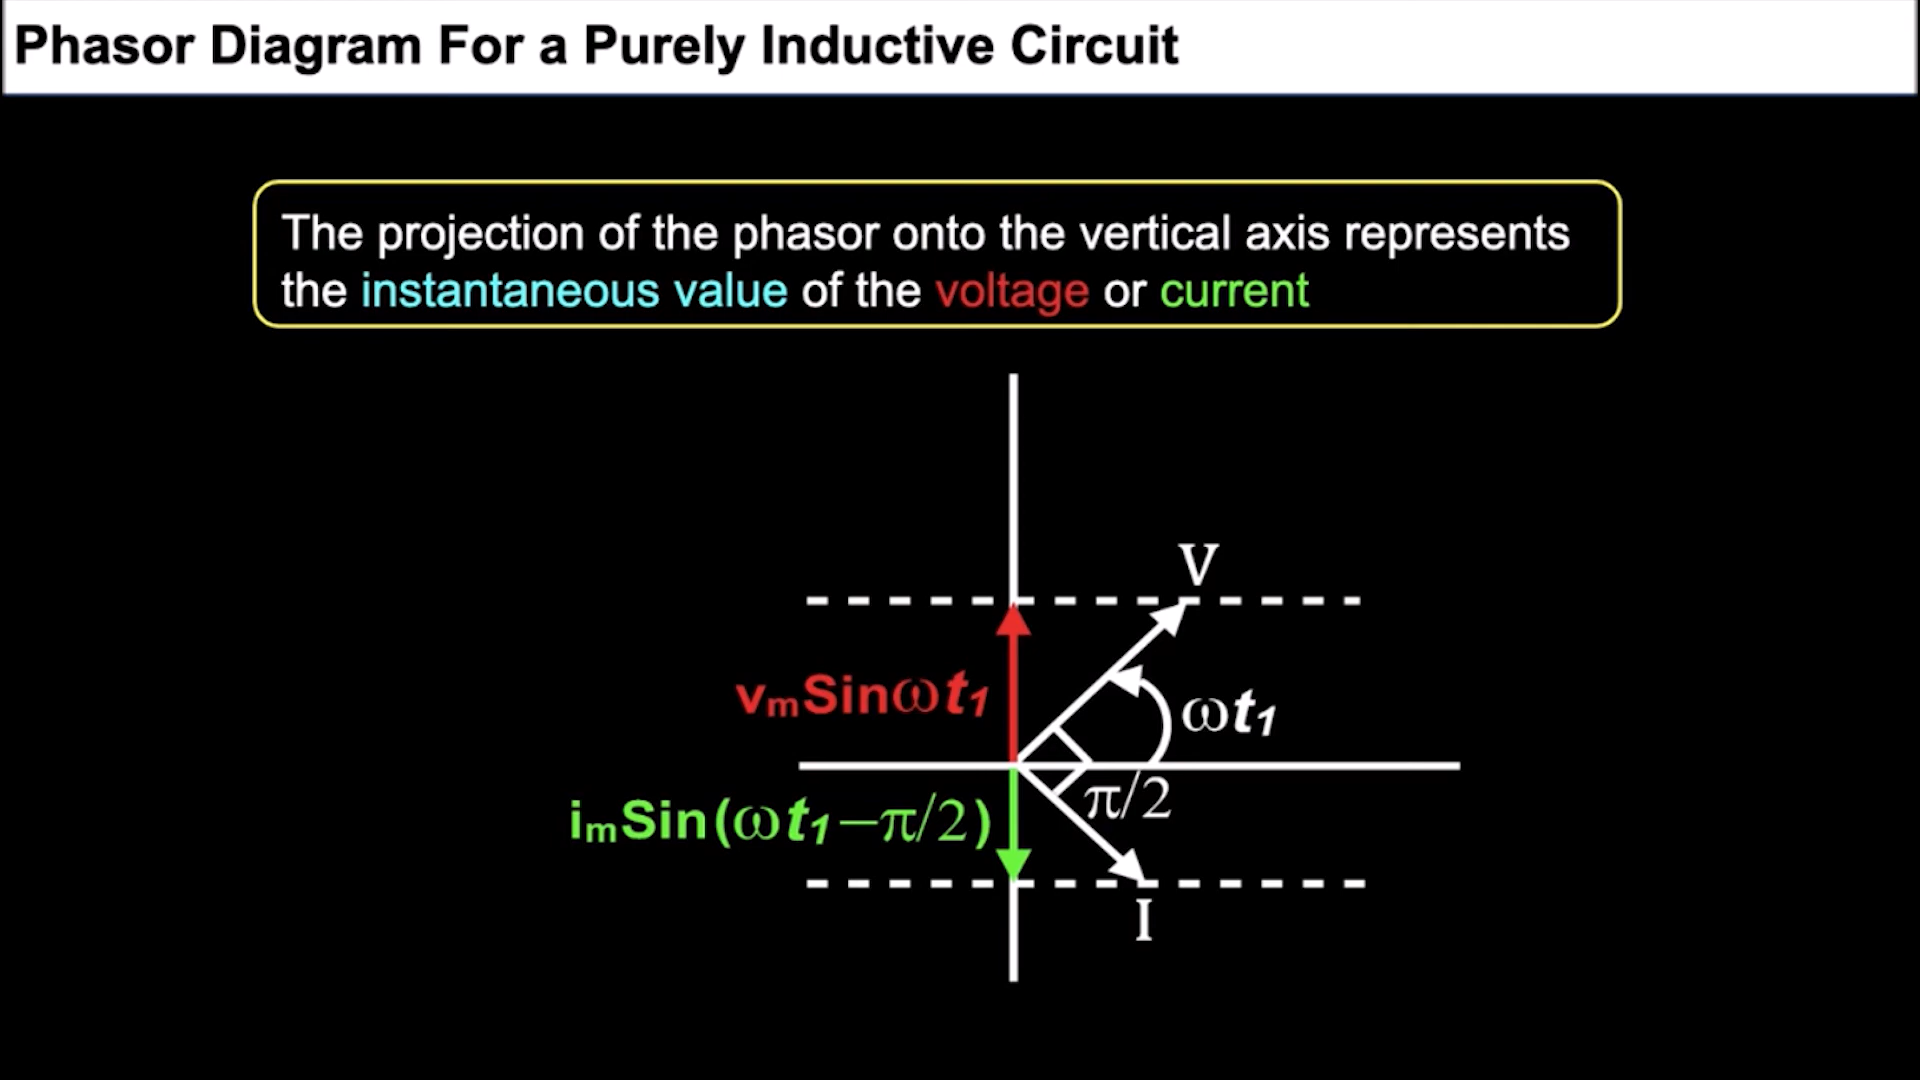 Phasor Diagram For a Purely Inductive Circuit
The projection of the phasor onto the vertical axis represents
the instantaneous value of the voltage or current
V
vₘSinωt₁
ωt₁
π/2
iₘSin(ωt₁−π/2)
I